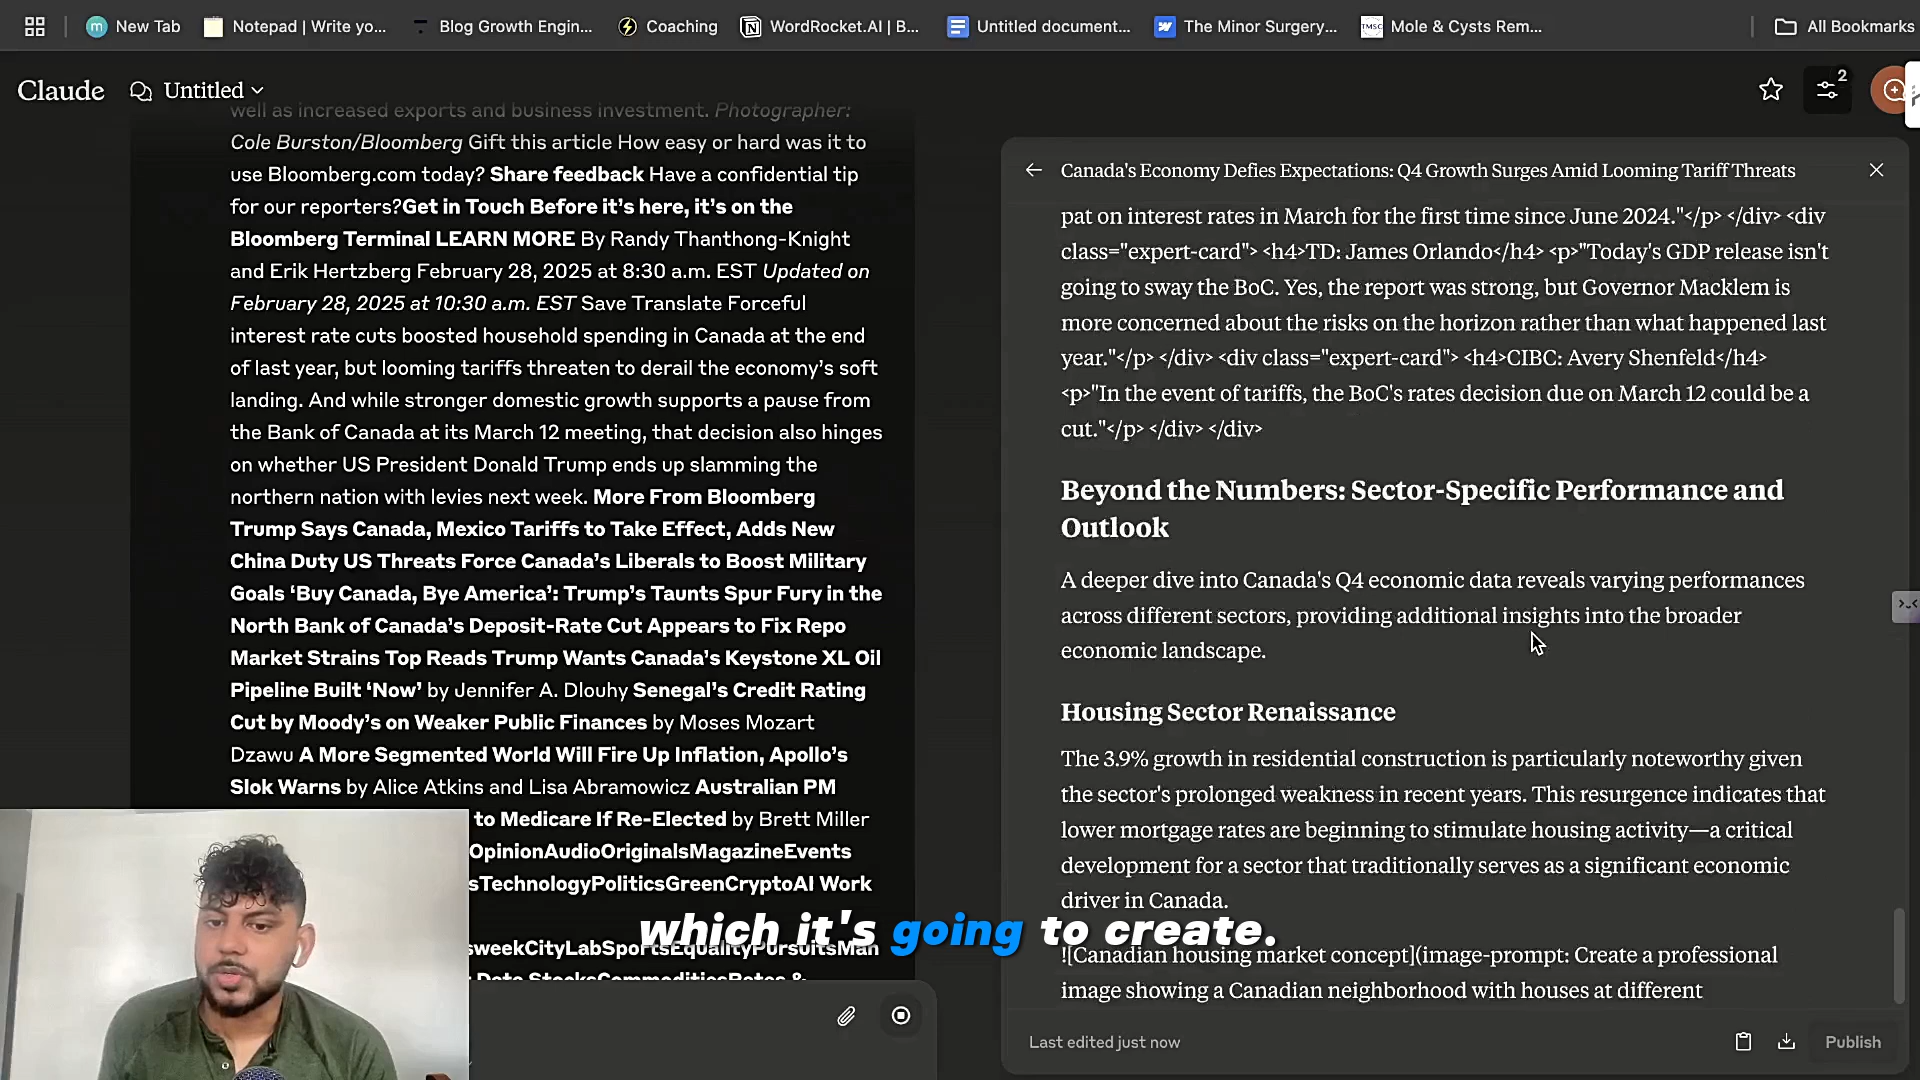 New Tab
Notepad | Write yo...
Blog Growth Engin...
Coaching
WordRocket.AI | B...
Untitled document...
The Minor Surgery...
TMSC
Mole & Cysts Rem...
All Bookmarks
Claude
Untitled
2
well as increased exports and business investment. Photographer:
Cole Burston/Bloomberg Gift this article How easy or hard was it to
use Bloomberg.com today? Share feedback Have a confidential tip
for our reporters?Get in Touch Before it’s here, it’s on the
Bloomberg Terminal LEARN MORE By Randy Thanthong-Knight
and Erik Hertzberg February 28, 2025 at 8:30 a.m. EST Updated on
February 28, 2025 at 10:30 a.m. EST Save Translate Forceful
interest rate cuts boosted household spending in Canada at the end
of last year, but looming tariffs threaten to derail the economy’s soft
landing. And while stronger domestic growth supports a pause from
the Bank of Canada at its March 12 meeting, that decision also hinges
on whether US President Donald Trump ends up slamming the
northern nation with levies next week. More From Bloomberg
Trump Says Canada, Mexico Tariffs to Take Effect, Adds New
China Duty US Threats Force Canada’s Liberals to Boost Military
Goals ‘Buy Canada, Bye America’: Trump’s Taunts Spur Fury in the
North Bank of Canada’s Deposit-Rate Cut Appears to Fix Repo
Market Strains Top Reads Trump Wants Canada’s Keystone XL Oil
Pipeline Built ‘Now’ by Jennifer A. Dlouhy Senegal’s Credit Rating
Cut by Moody’s on Weaker Public Finances by Moses Mozart
Dzawu A More Segmented World Will Fire Up Inflation, Apollo’s
Slok Warns by Alice Atkins and Lisa Abramowicz Australian PM
to Medicare If Re-Elected by Brett Miller
OpinionAudioOriginalsMagazineEvents
sTechnologyPoliticsGreenCryptoAI Work
sweekCityLabSportsEqualityPursuitsMan
Data StocksCommoditiesRates &
which it's going to create.
Canada's Economy Defies Expectations: Q4 Growth Surges Amid Looming Tariff Threats
pat on interest rates in March for the first time since June 2024."</p> </div> <div
class="expert-card"> <h4>TD: James Orlando</h4> <p>"Today's GDP release isn't
going to sway the BoC. Yes, the report was strong, but Governor Macklem is
more concerned about the risks on the horizon rather than what happened last
year."</p> </div> <div class="expert-card"> <h4>CIBC: Avery Shenfeld</h4>
<p>"In the event of tariffs, the BoC's rates decision due on March 12 could be a
cut."</p> </div> </div>
Beyond the Numbers: Sector-Specific Performance and
Outlook
A deeper dive into Canada's Q4 economic data reveals varying performances
across different sectors, providing additional insights into the broader
economic landscape.
Housing Sector Renaissance
The 3.9% growth in residential construction is particularly noteworthy given
the sector's prolonged weakness in recent years. This resurgence indicates that
lower mortgage rates are beginning to stimulate housing activity—a critical
development for a sector that traditionally serves as a significant economic
driver in Canada.
![Canadian housing market concept](image-prompt: Create a professional
image showing a Canadian neighborhood with houses at different
Last edited just now
Publish